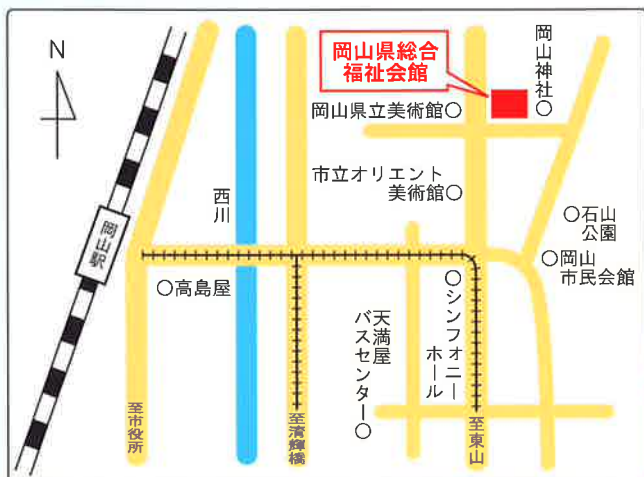 N
岡山県総合
福祉会館
岡山神社
岡山県立美術館
市立オリエント
美術館
西川
石山
公園
岡山駅
岡山
市民会館
高島屋
シンフォニー
ホール
天満屋
バスセンター
至市役所
至清輝橋
至東山